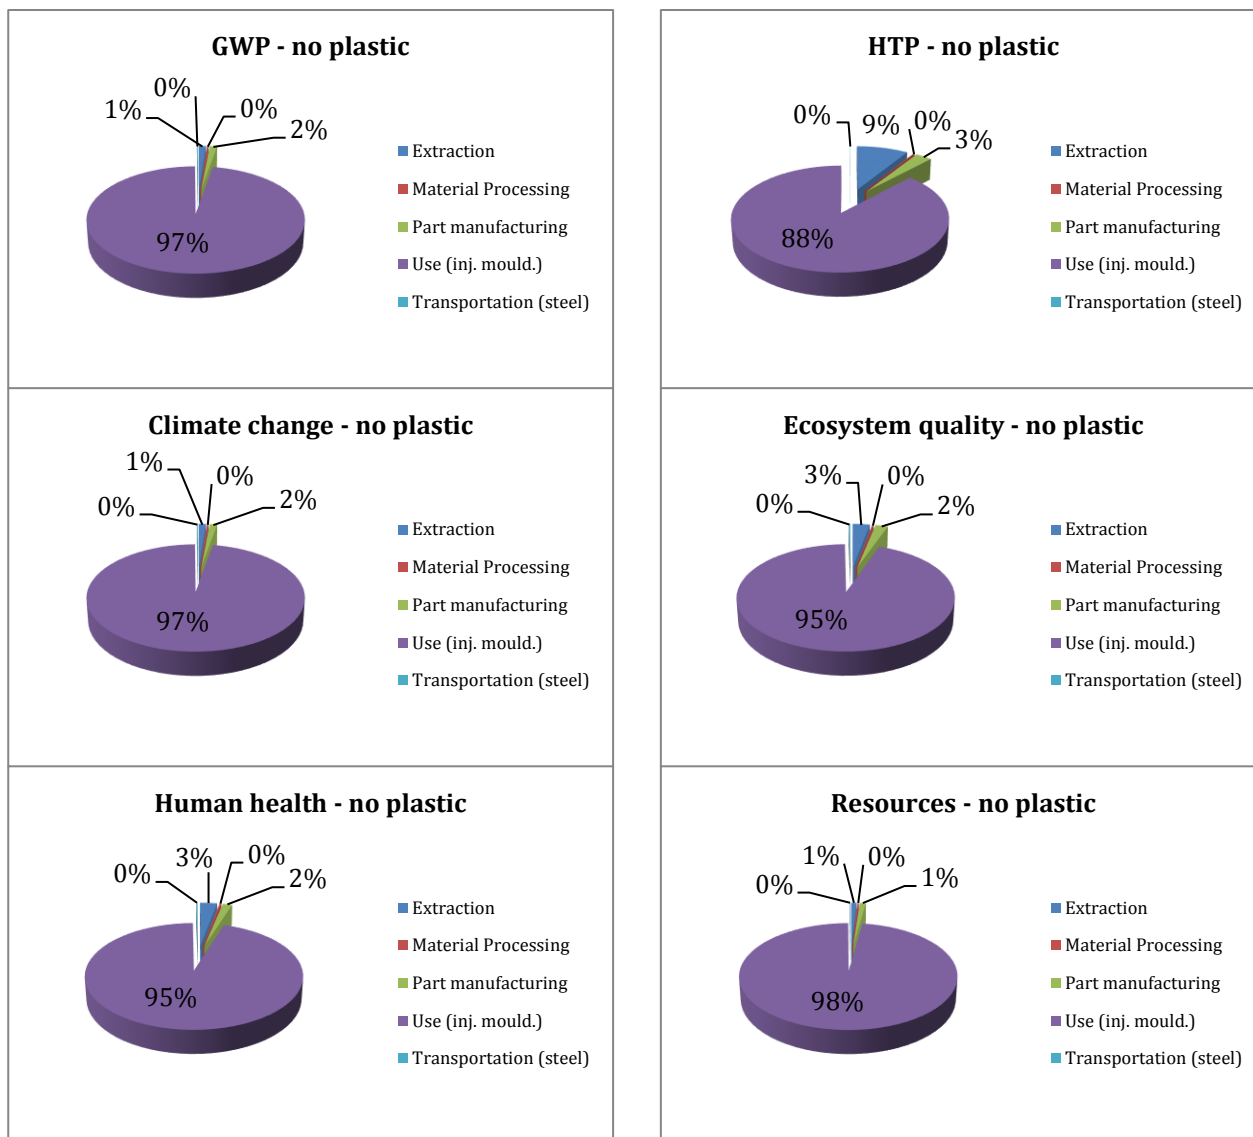 GWP - no plastic
0%
1%
0%
2%
97%
Extraction
Material Processing
Part manufacturing
Use (inj. mould.)
Transportation (steel)
HTP - no plastic
0%
9%
0%
3%
88%
Extraction
Material Processing
Part manufacturing
Use (inj. mould.)
Transportation (steel)
Climate change - no plastic
1%
0%
0%
2%
97%
Extraction
Material Processing
Part manufacturing
Use (inj. mould.)
Transportation (steel)
Ecosystem quality - no plastic
3%
0%
0%
2%
95%
Extraction
Material Processing
Part manufacturing
Use (inj. mould.)
Transportation (steel)
Human health - no plastic
3%
0%
0%
2%
95%
Extraction
Material Processing
Part manufacturing
Use (inj. mould.)
Transportation (steel)
Resources - no plastic
1%
0%
0%
1%
98%
Extraction
Material Processing
Part manufacturing
Use (inj. mould.)
Transportation (steel)